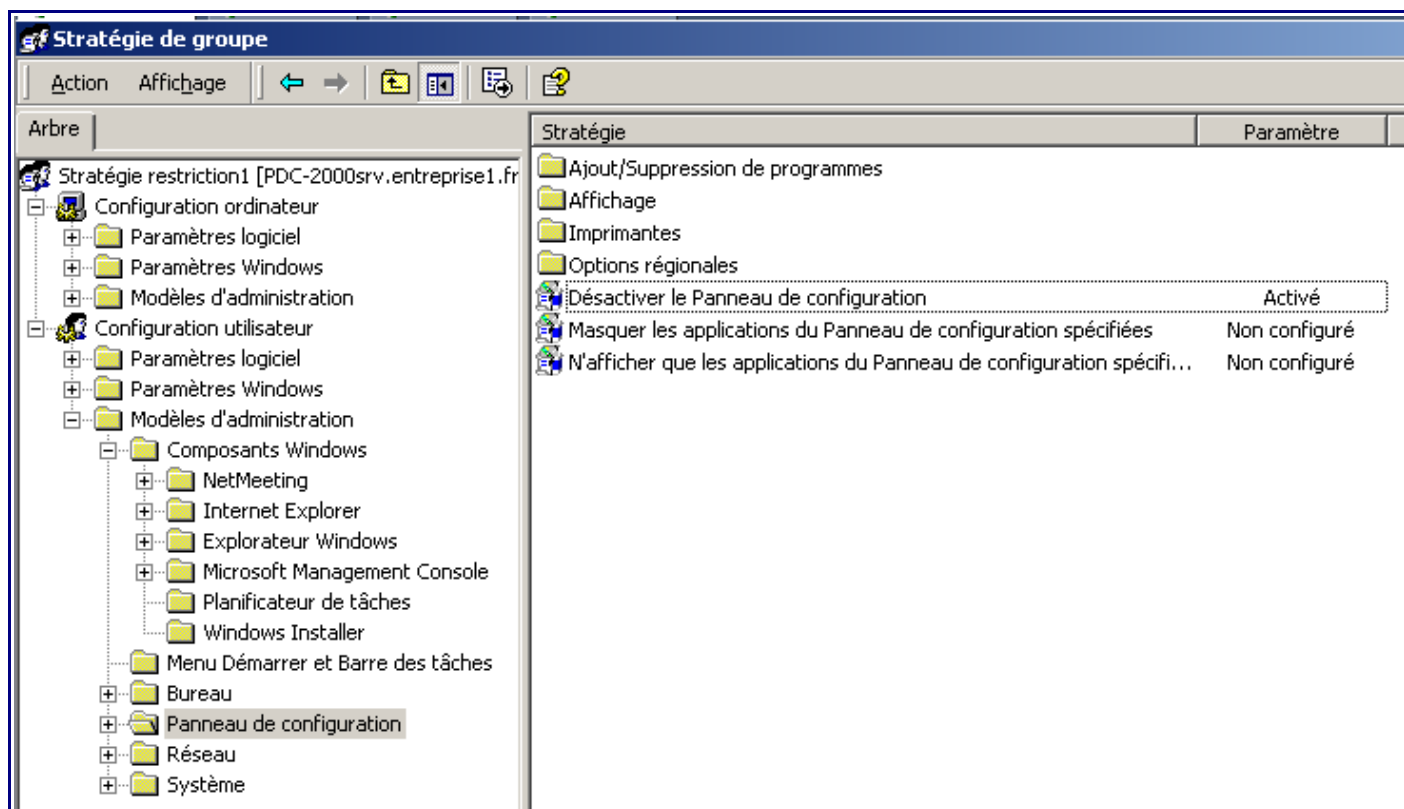 Stratégie de groupe
Action Affichage
Arbre
Stratégie restriction1 [PDC-2000srv.entreprise1.fr
Configuration ordinateur
Paramètres logiciel
Paramètres Windows
Modèles d'administration
Configuration utilisateur
Paramètres logiciel
Paramètres Windows
Modèles d'administration
Composants Windows
NetMeeting
Internet Explorer
Explorateur Windows
Microsoft Management Console
Planificateur de tâches
Windows Installer
Menu Démarrer et Barre des tâches
Bureau
Panneau de configuration
Réseau
Système
Stratégie Paramètre
Ajout/Suppression de programmes
Affichage
Imprimantes
Options régionales
Désactiver le Panneau de configuration Activé
Masquer les applications du Panneau de configuration spécifiées Non configuré
N'afficher que les applications du Panneau de configuration spécifi... Non configuré